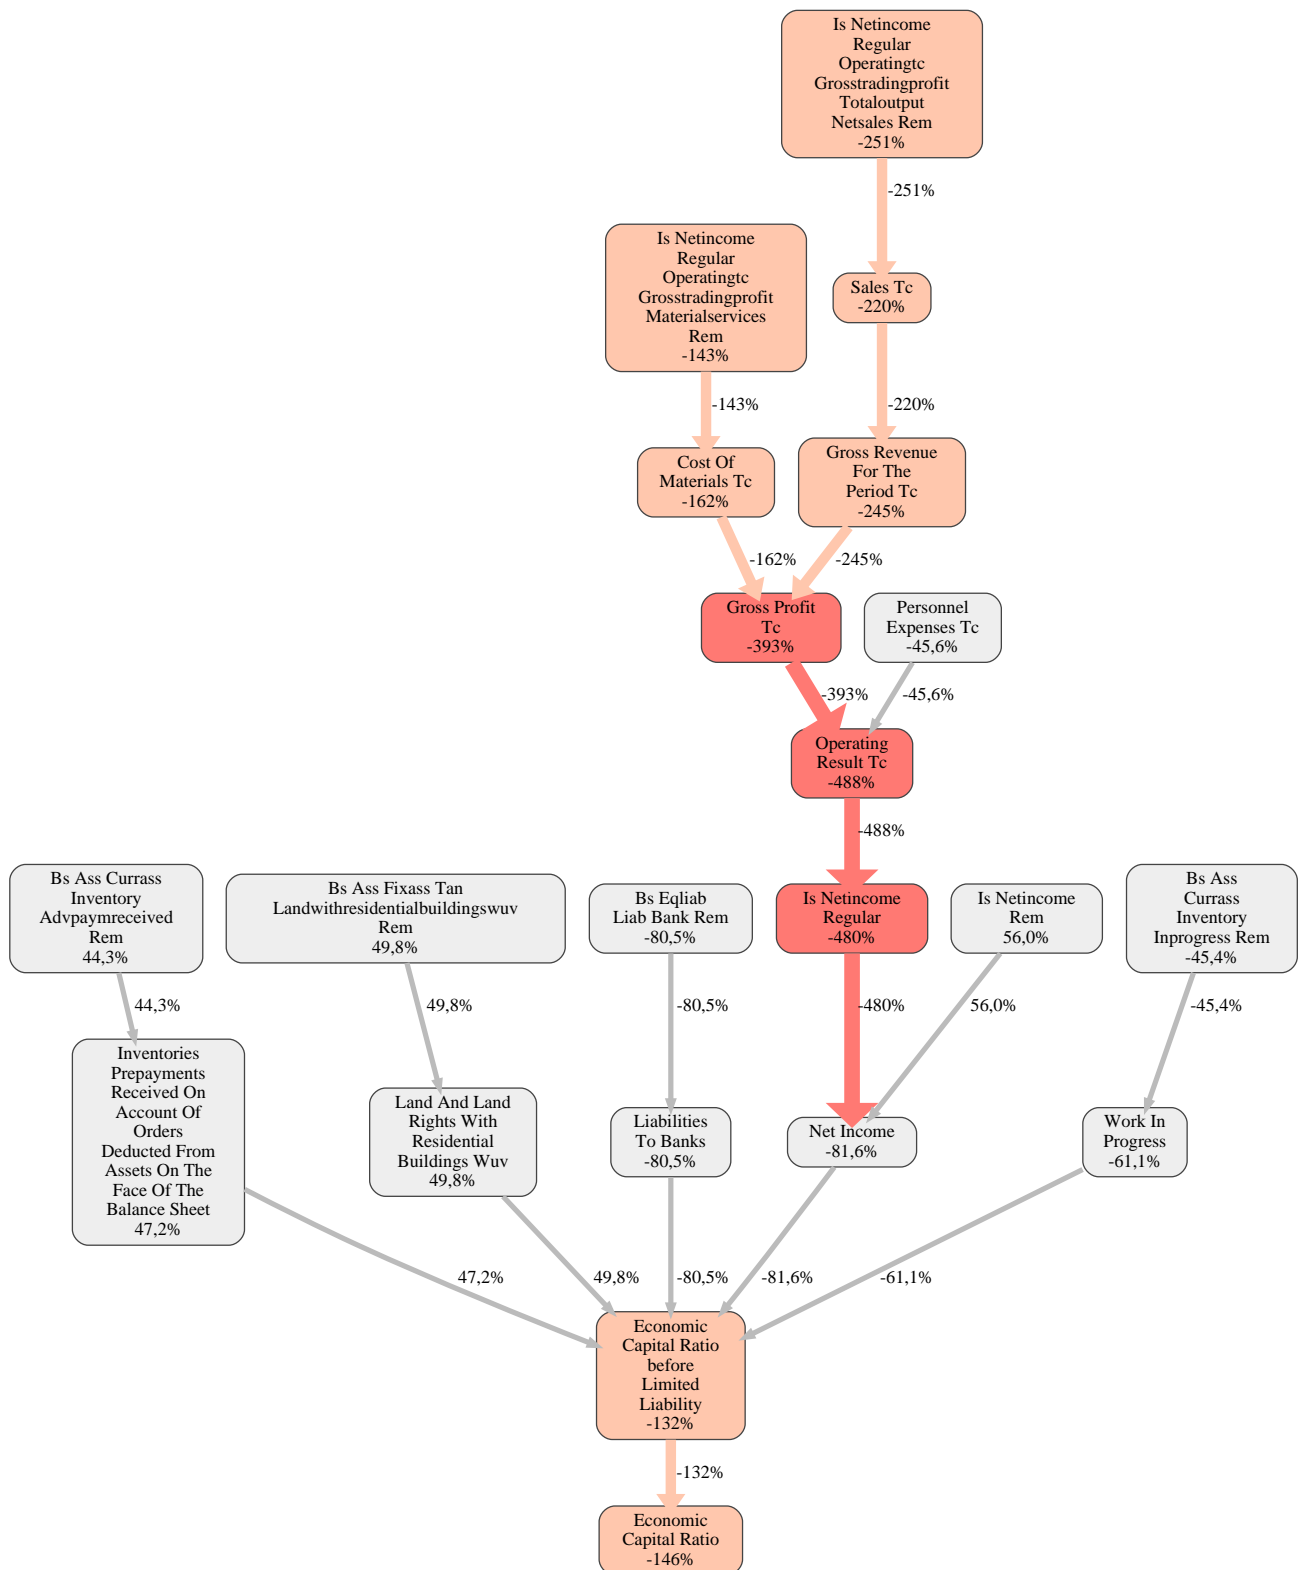 Is Netincome
Regular
Operatingtc
Grosstradingprofit
Totaloutput
Netsales Rem
-251%
-251%
Is Netincome
Regular
Operatingtc
Grosstradingprofit
Materialservices
Rem
-143%
Sales Tc
-220%
-143%
-220%
Cost Of
Materials Tc
-162%
Gross Revenue
For The
Period Tc
-245%
-162%
-245%
Gross Profit
Tc
-393%
Personnel
Expenses Tc
-45,6%
-393%
-45,6%
Operating
Result Tc
-488%
-488%
Bs Ass Currass
Inventory
Advpaymreceived
Rem
44,3%
Bs Ass Fixass Tan
Landwithresidentialbuildingswuv
Rem
49,8%
Bs Eqliab
Liab Bank Rem
-80,5%
Is Netincome
Regular
-480%
Is Netincome
Rem
56,0%
Bs Ass
Currass
Inventory
Inprogress Rem
-45,4%
44,3%
49,8%
-80,5%
-480%
56,0%
-45,4%
Inventories
Prepayments
Received On
Account Of
Orders
Deducted From
Assets On The
Face Of The
Balance Sheet
47,2%
Land And Land
Rights With
Residential
Buildings Wuv
49,8%
Liabilities
To Banks
-80,5%
Net Income
-81,6%
Work In
Progress
-61,1%
47,2%
49,8%
-80,5%
-81,6%
-61,1%
Economic
Capital Ratio
before
Limited
Liability
-132%
-132%
Economic
Capital Ratio
-146%